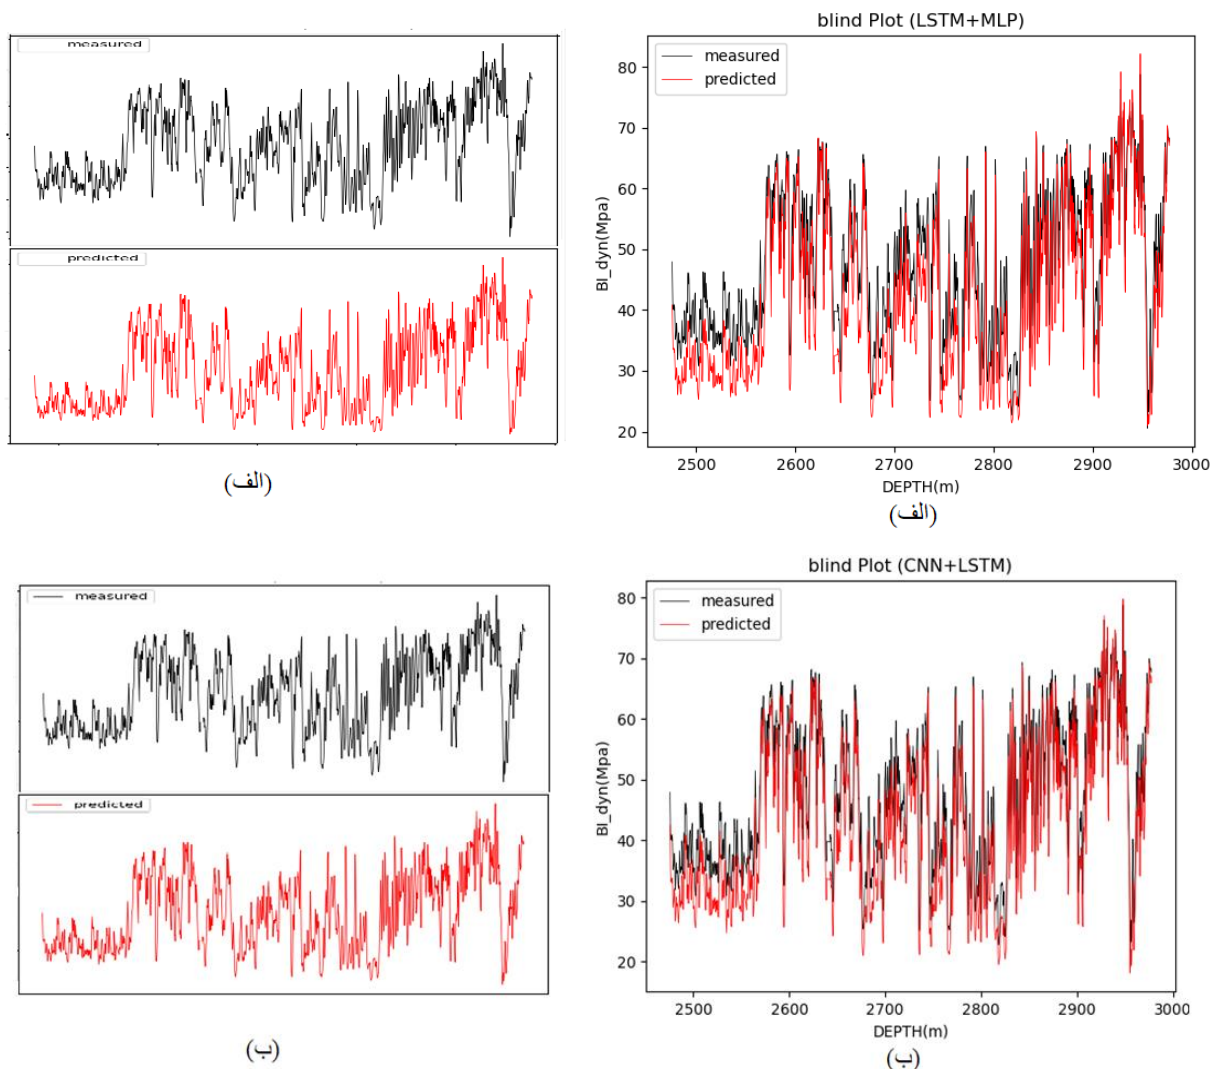 measured
predicted
(الف)
blind Plot (LSTM+MLP)
measured
predicted
80
70
60
50
40
30
20
BI_dyn(Mpa)
2500 2600 2700 2800 2900 3000
DEPTH(m)
(الف)
measured
predicted
(ب)
blind Plot (CNN+LSTM)
measured
predicted
80
70
60
50
40
30
20
BI_dyn(Mpa)
2500 2600 2700 2800 2900 3000
DEPTH(m)
(ب)